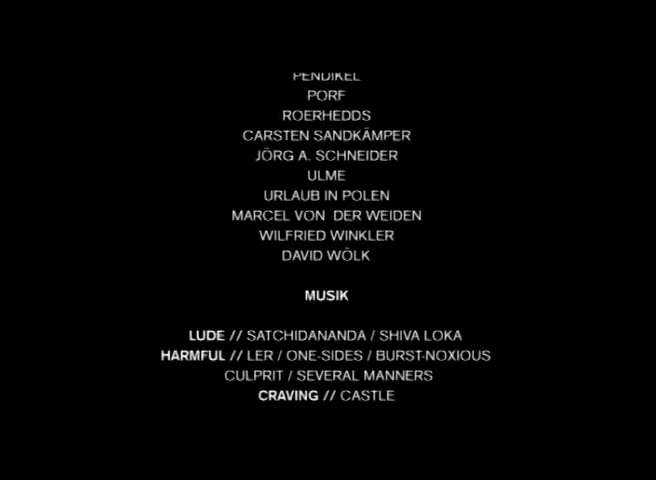 PENDIKEL
PORF
ROERHEDDS
CARSTEN SANDKÄMPER
JÖRG A. SCHNEIDER
ULME
URLAUB IN POLEN
MARCEL VON DER WEIDEN
WILFRIED WINKLER
DAVID WÖLK
MUSIK
LUDE // SATCHIDANANDA / SHIVA LOKA
HARMFUL // LER / ONE-SIDES / BURST-NOXIOUS
CULPRIT / SEVERAL MANNERS
CRAVING // CASTLE